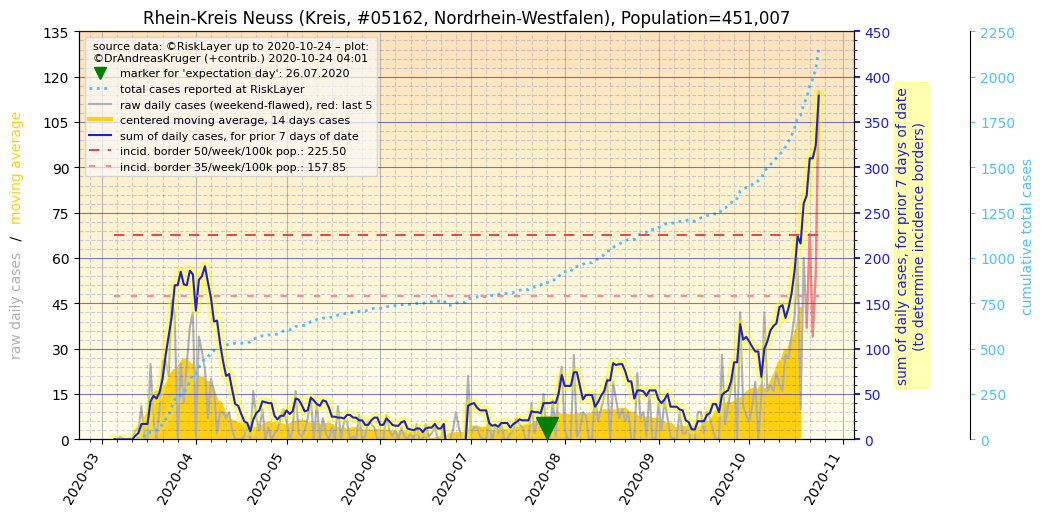 Rhein-Kreis Neuss (Kreis, #05162, Nordrhein-Westfalen), Population=451,007
source data: ©RiskLayer up to 2020-10-24 – plot:
©DrAndreasKruger (+contrib.) 2020-10-24 04:01
marker for 'expectation day': 26.07.2020
total cases reported at RiskLayer
raw daily cases (weekend-flawed), red: last 5
centered moving average, 14 days cases
sum of daily cases, for prior 7 days of date
incid. border 50/week/100k pop.: 225.50
incid. border 35/week/100k pop.: 157.85
raw daily cases / moving average
135
120
105
90
75
60
45
30
15
0
2020-03
2020-04
2020-05
2020-06
2020-07
2020-08
2020-09
2020-10
2020-11
450
400
350
300
250
200
150
100
50
0
sum of daily cases, for prior 7 days of date
(to determine incidence borders)
2250
2000
1750
1500
1250
1000
750
500
250
0
cumulative total cases